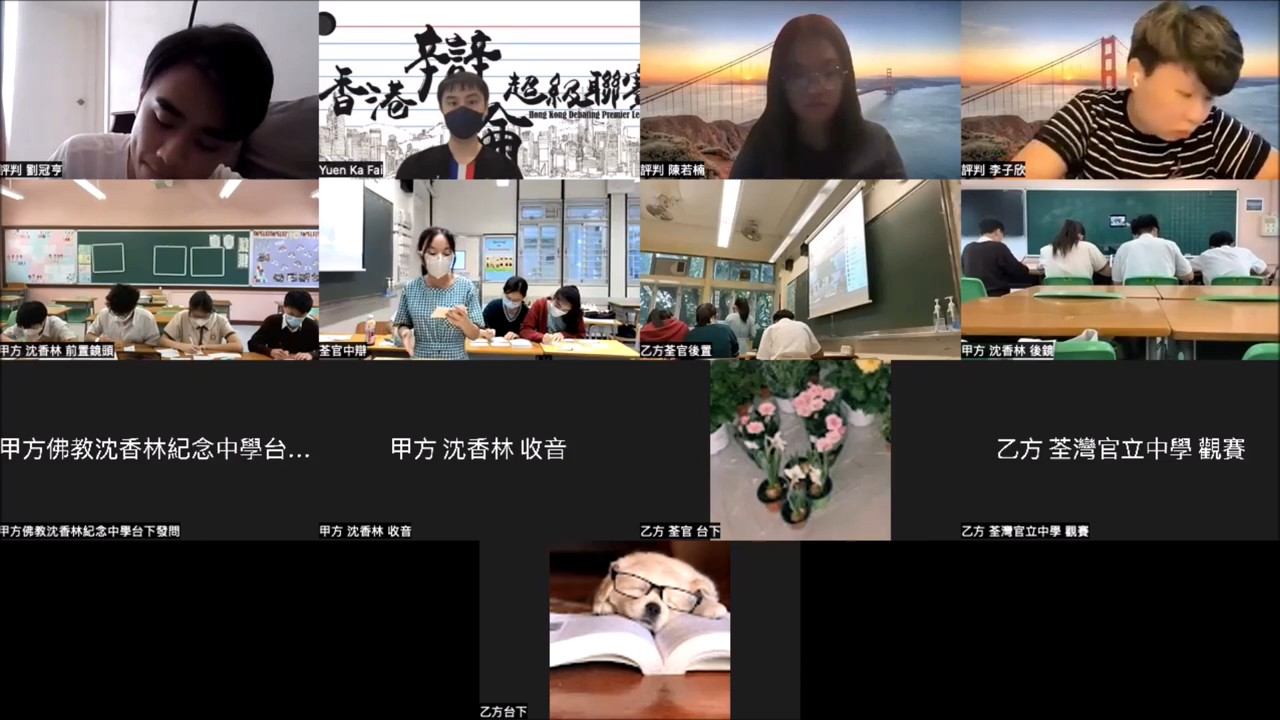 評判 劉冠亨
香港辯論超級聯賽
Hong Kong Debating Premier Le
Yuen Ka Fai
評判 陳若楠
評判 李子欣
甲方 沈香林 前置鏡頭
荃官中辯
乙方荃官後置
甲方 沈香林 後鏡
甲方佛教沈香林紀念中學台...
甲方佛教沈香林紀念中學台下發問
甲方 沈香林 收音
甲方 沈香林 收音
乙方 荃官 台下
乙方 荃灣官立中學 觀賽
乙方 荃灣官立中學 觀賽
乙方台下